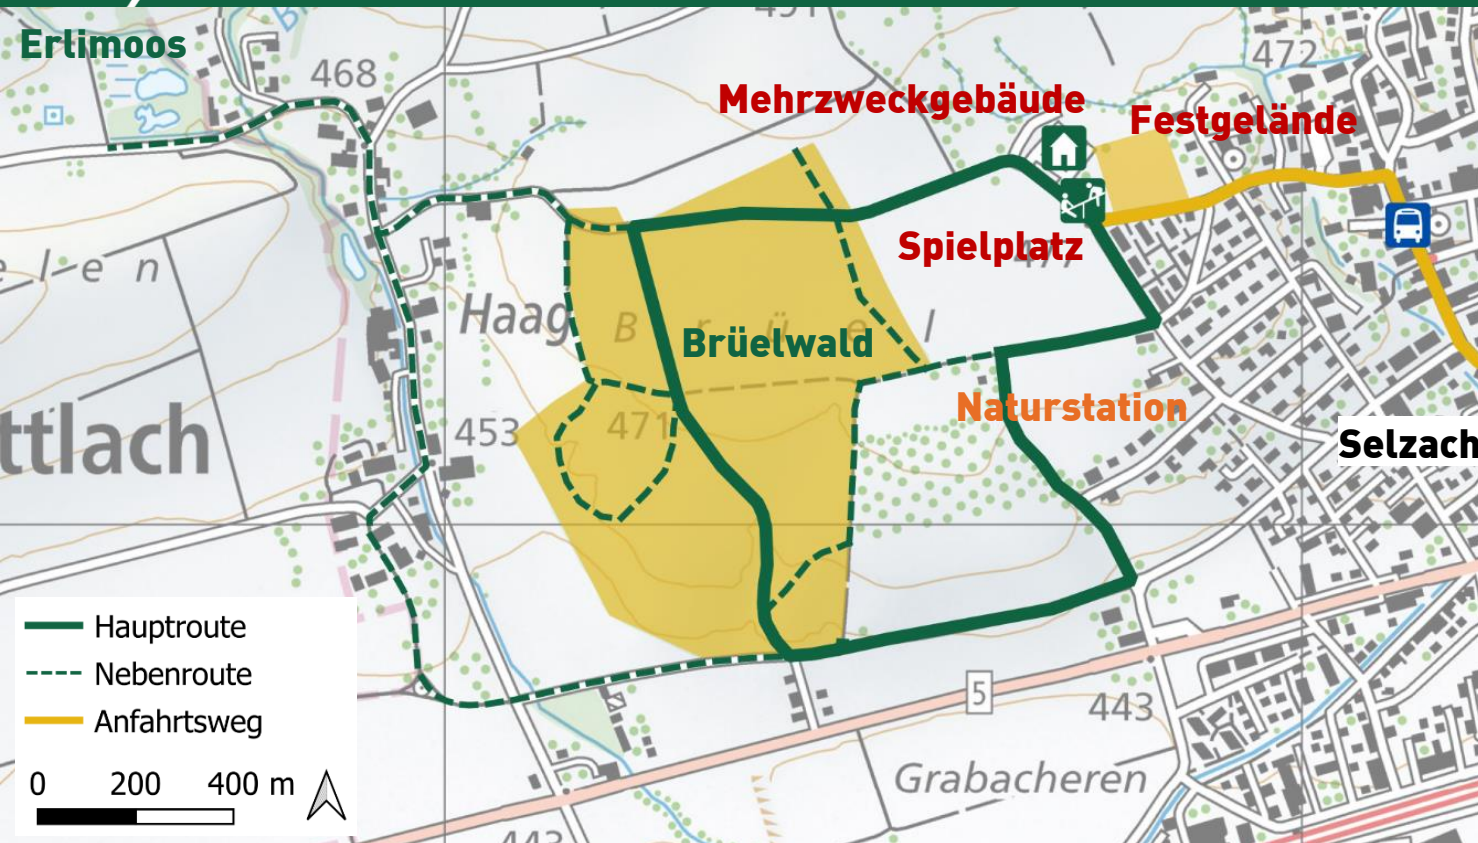 Erlimoos
468
472
Mehrzweckgebäude
Festgelände
Spielplatz
Haag
B r ü e l
Brüelwald
Naturstation
453
471
Selzach
Hauptroute
Nebenroute
Anfahrtsweg
5
443
0 200 400 m
Grabacheren